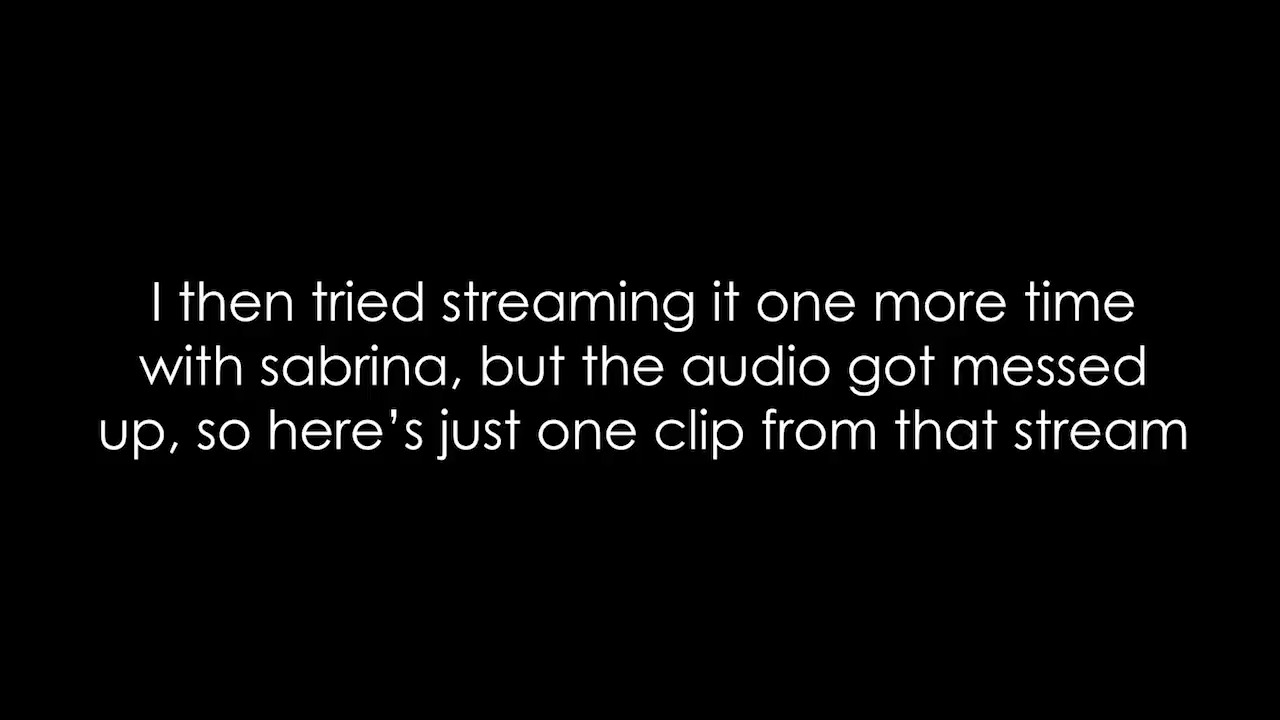 I then tried streaming it one more time
with sabrina, but the audio got messed
up, so here’s just one clip from that stream